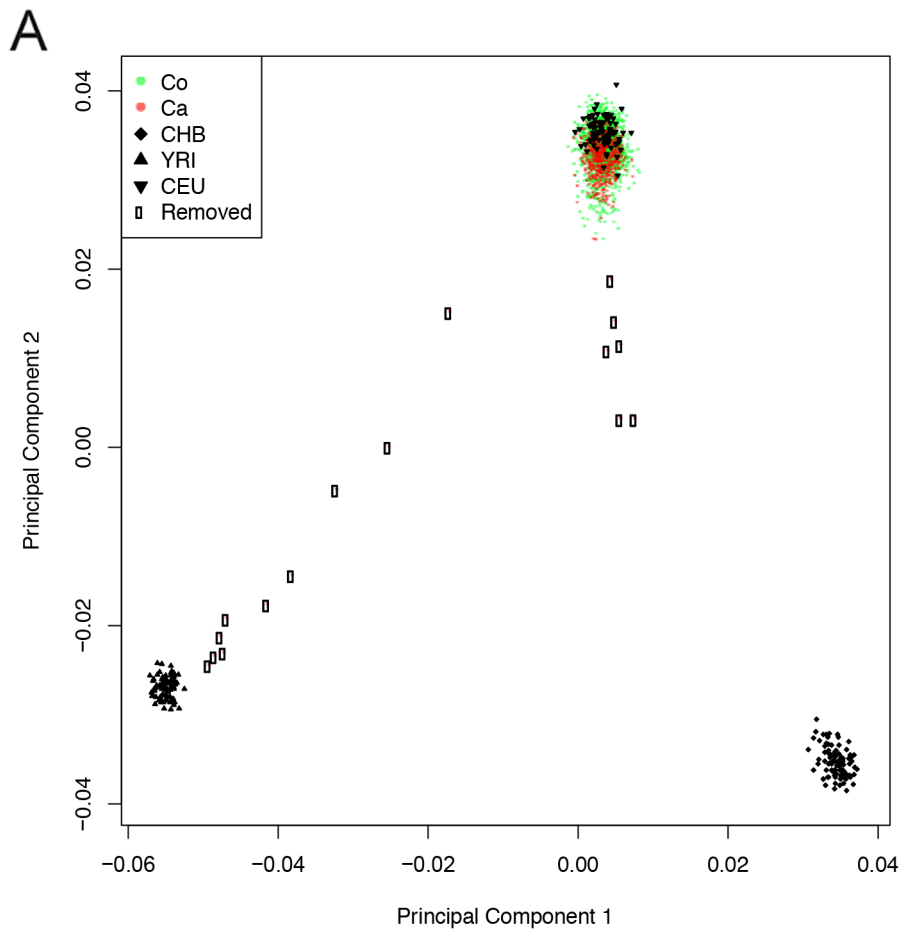 A
Co
Ca
CHB
YRI
CEU
Removed
0.04
0.02
0.00
−0.02
−0.04
Principal Component 2
−0.06 −0.04 −0.02 0.00 0.02 0.04
Principal Component 1